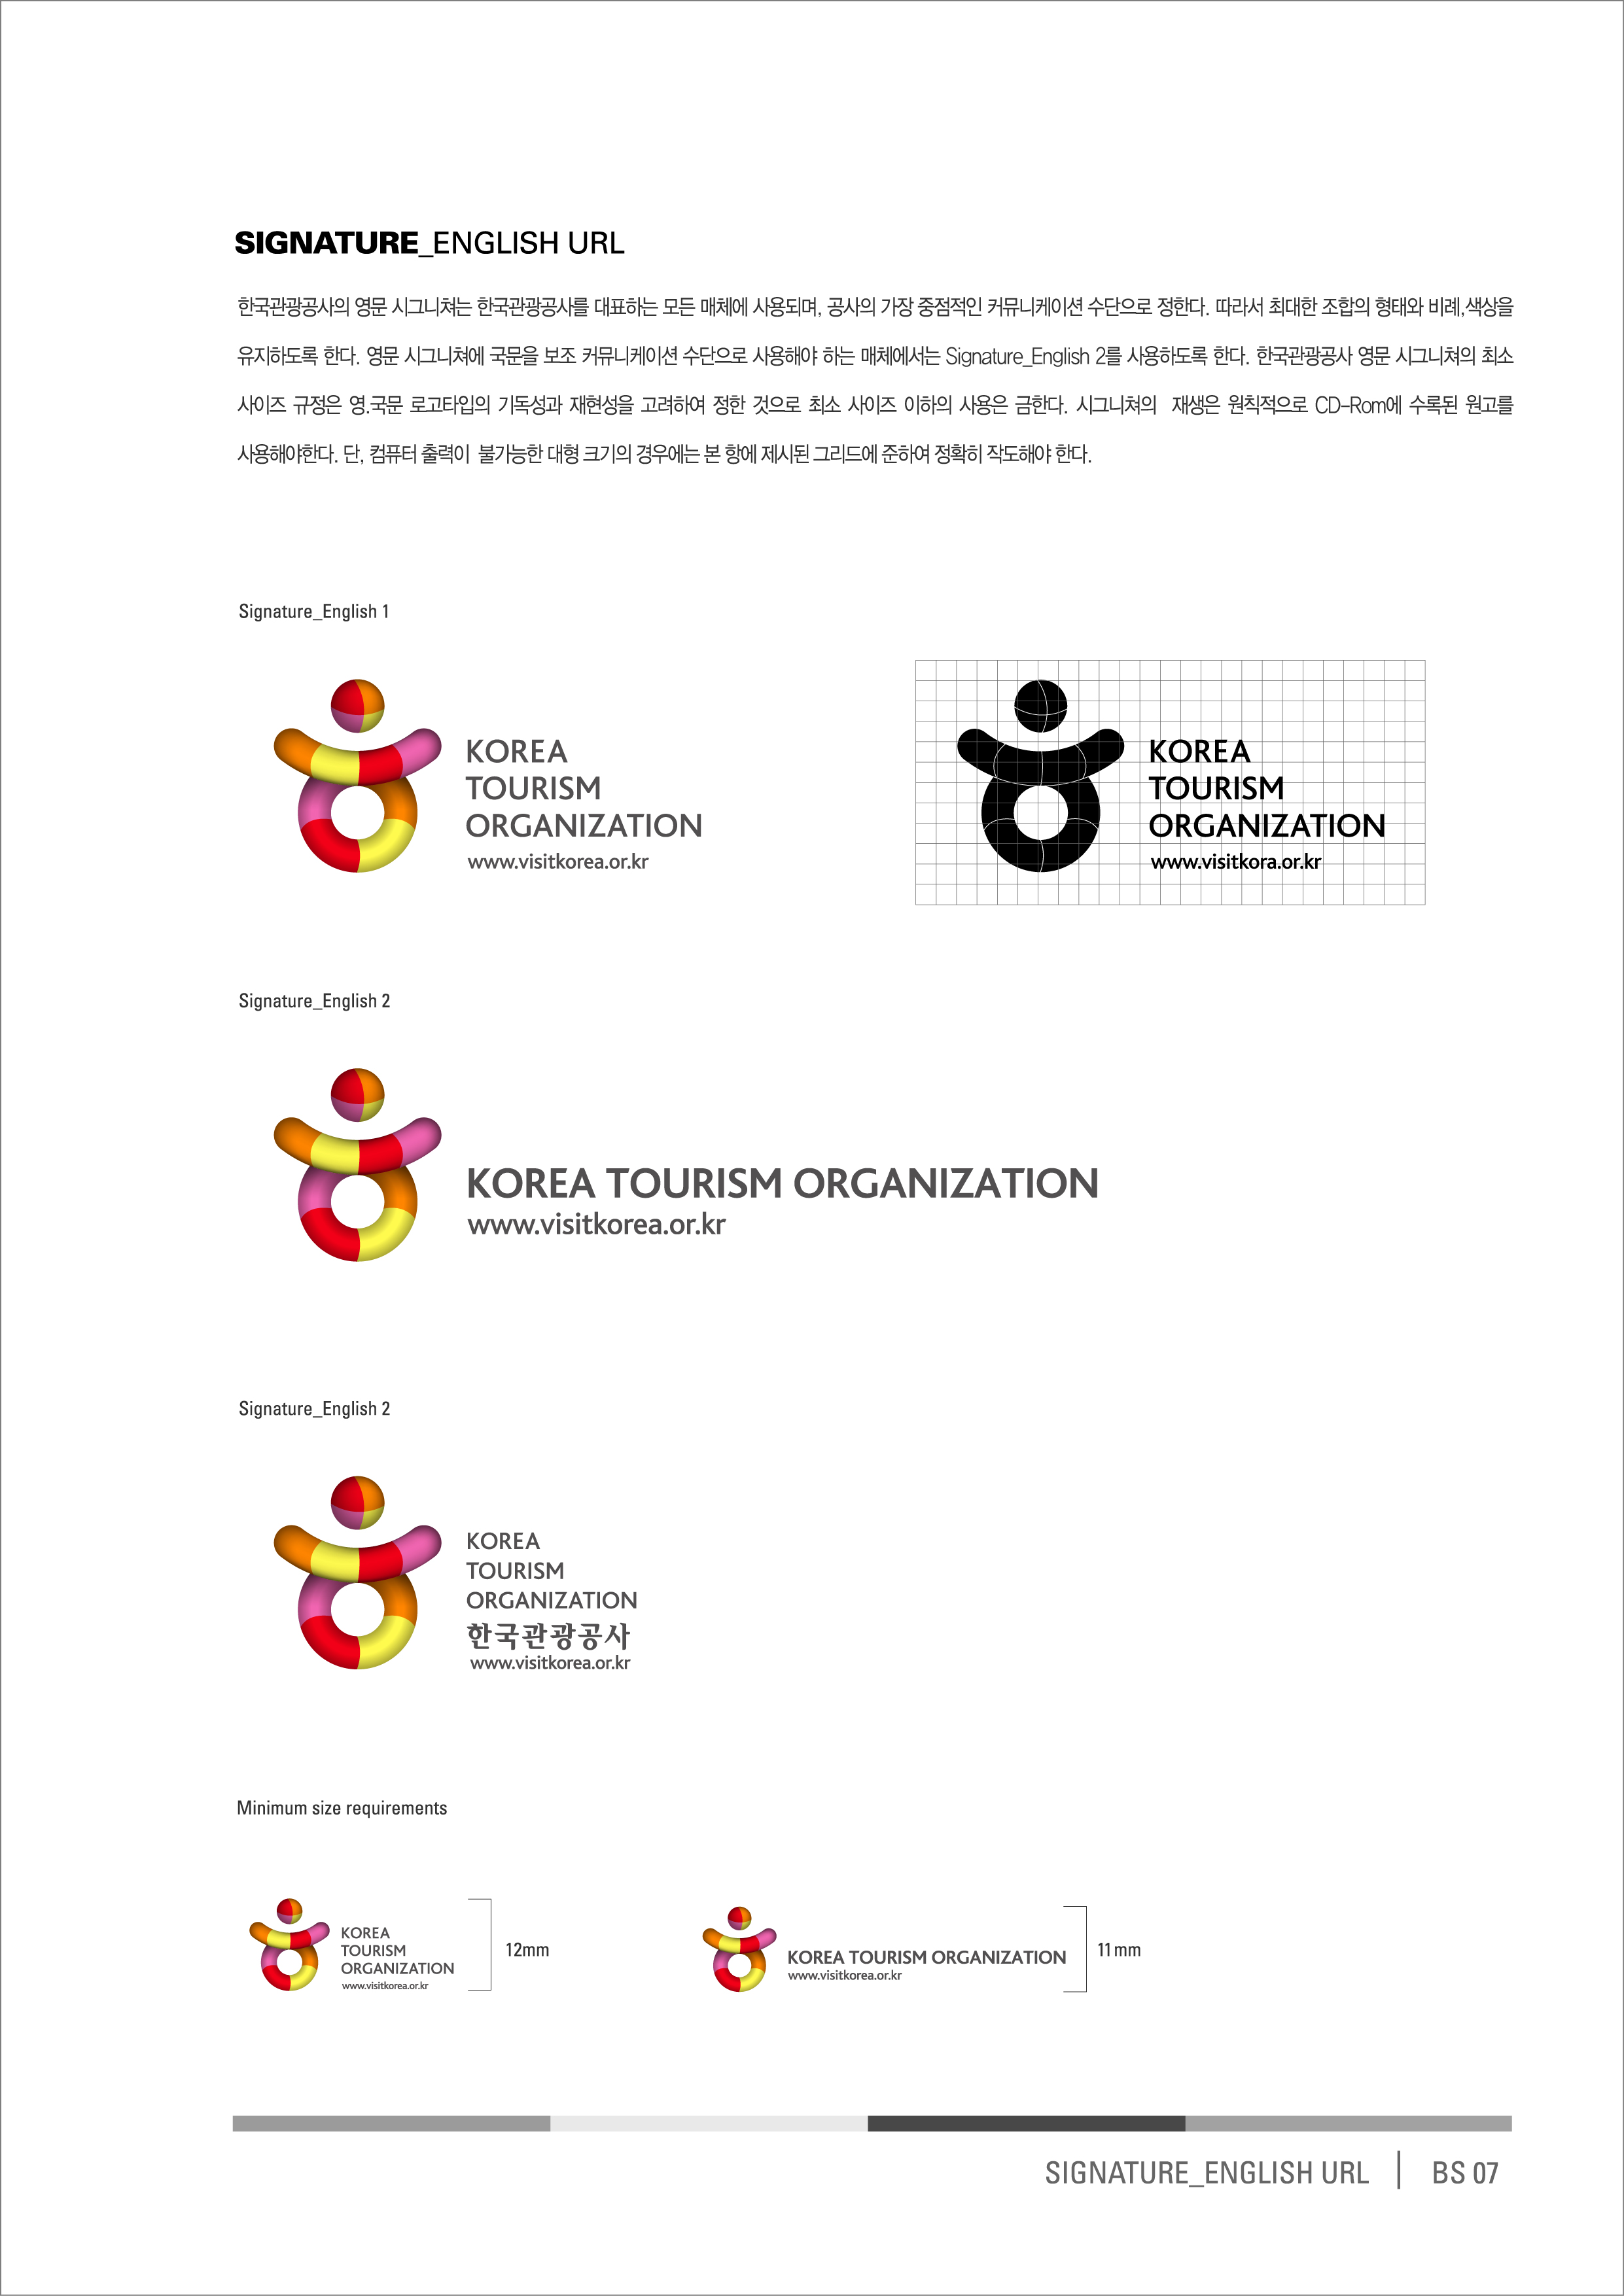 SIGNATURE_ENGLISH URL
한국관광공사의 영문 시그니쳐는 한국관광공사를 대표하는 모든 매체에 사용되며, 공사의 가장 중점적인 커뮤니케이션 수단으로 정한다. 따라서 최대한 조합의 형태와 비례,색상을
유지하도록 한다. 영문 시그니쳐에 국문을 보조 커뮤니케이션 수단으로 사용해야 하는 매체에서는 Signature_English 2를 사용하도록 한다. 한국관광공사 영문 시그니쳐의 최소
사이즈 규정은 영.국문 로고타입의 기독성과 재현성을 고려하여 정한 것으로 최소 사이즈 이하의 사용은 금한다. 시그니쳐의 재생은 원칙적으로 CD-Rom에 수록된 원고를
사용해야한다. 단, 컴퓨터 출력이 불가능한 대형 크기의 경우에는 본 항에 제시된 그리드에 준하여 정확히 작도해야 한다.
Signature_English 1
KOREA
TOURISM
ORGANIZATION
www.visitkorea.or.kr
KOREA
TOURISM
ORGANIZATION
www.visitkora.or.kr
Signature_English 2
KOREA TOURISM ORGANIZATION
www.visitkorea.or.kr
Signature_English 2
KOREA
TOURISM
ORGANIZATION
한국관광공사
www.visitkorea.or.kr
Minimum size requirements
KOREA
TOURISM
ORGANIZATION
www.visitkorea.or.kr
12mm
KOREA TOURISM ORGANIZATION
www.visitkorea.or.kr
11mm
SIGNATURE_ENGLISH URL | BS 07